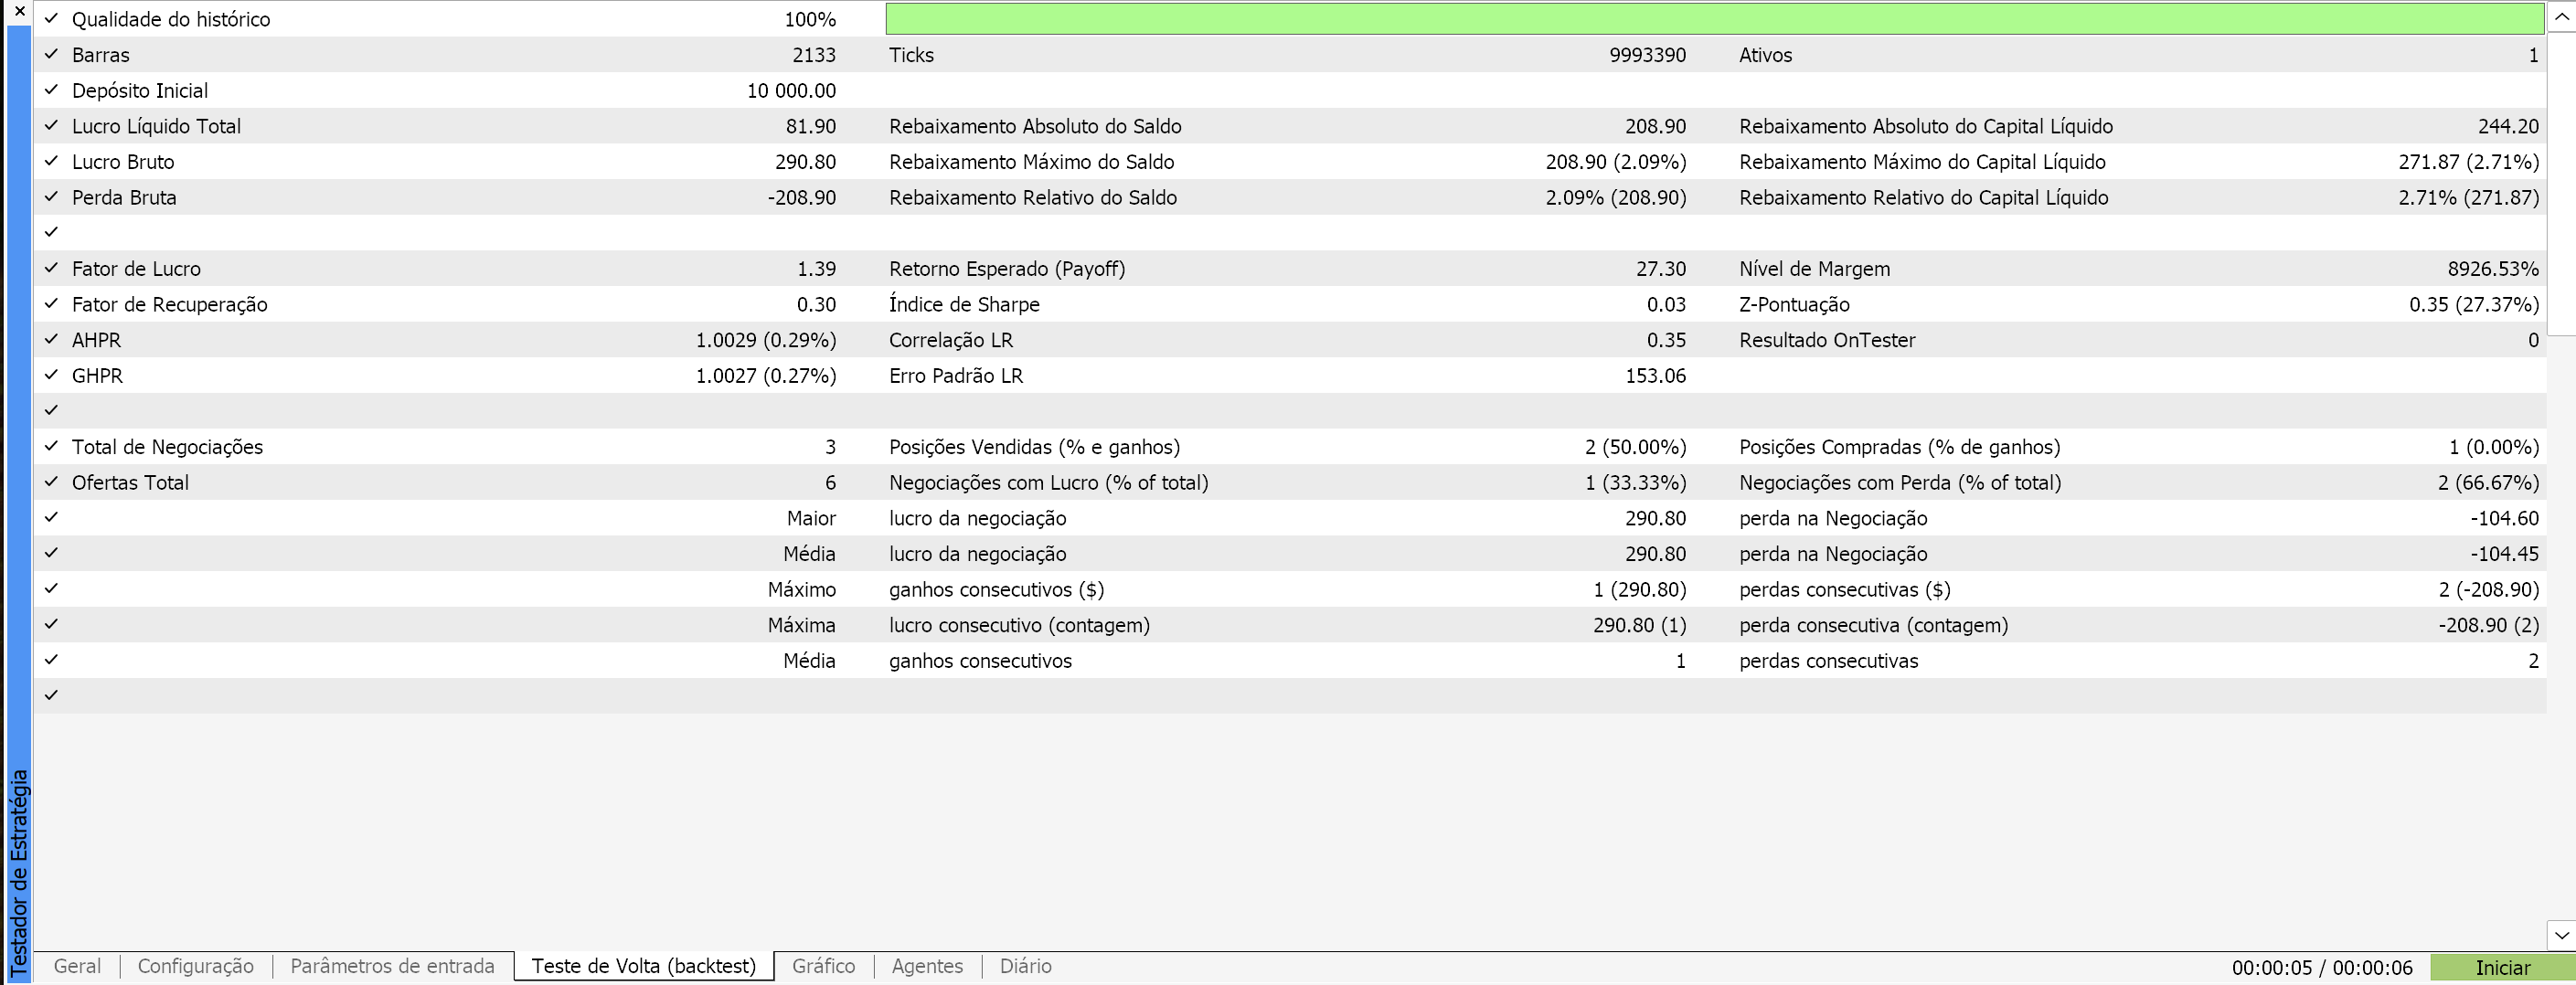 Qualidade do histórico 100%
Barras 2133 Ticks 9993390 Ativos 1
Depósito Inicial 10 000.00
Lucro Líquido Total 81.90 Rebaixamento Absoluto do Saldo 208.90 Rebaixamento Absoluto do Capital Líquido 244.20
Lucro Bruto 290.80 Rebaixamento Máximo do Saldo 208.90 (2.09%) Rebaixamento Máximo do Capital Líquido 271.87 (2.71%)
Perda Bruta -208.90 Rebaixamento Relativo do Saldo 2.09% (208.90) Rebaixamento Relativo do Capital Líquido 2.71% (271.87)
Fator de Lucro 1.39 Retorno Esperado (Payoff) 27.30 Nível de Margem 8926.53%
Fator de Recuperação 0.30 Índice de Sharpe 0.03 Z-Pontuação 0.35 (27.37%)
AHPR 1.0029 (0.29%) Correlação LR 0.35 Resultado OnTester 0
GHPR 1.0027 (0.27%) Erro Padrão LR 153.06
Total de Negociações 3 Posições Vendidas (% e ganhos) 2 (50.00%) Posições Compradas (% de ganhos) 1 (0.00%)
Ofertas Total 6 Negociações com Lucro (% of total) 1 (33.33%) Negociações com Perda (% of total) 2 (66.67%)
Maior lucro da negociação 290.80 perda na Negociação -104.60
Média lucro da negociação 290.80 perda na Negociação -104.45
Máximo ganhos consecutivos ($) 1 (290.80) perdas consecutivas ($) 2 (-208.90)
Máxima lucro consecutivo (contagem) 290.80 (1) perda consecutiva (contagem) -208.90 (2)
Média ganhos consecutivos 1 perdas consecutivas 2
Testador de Estratégia
Geral Configuração Parâmetros de entrada Teste de Volta (backtest) Gráfico Agentes Diário 00:00:05 / 00:00:06 Iniciar